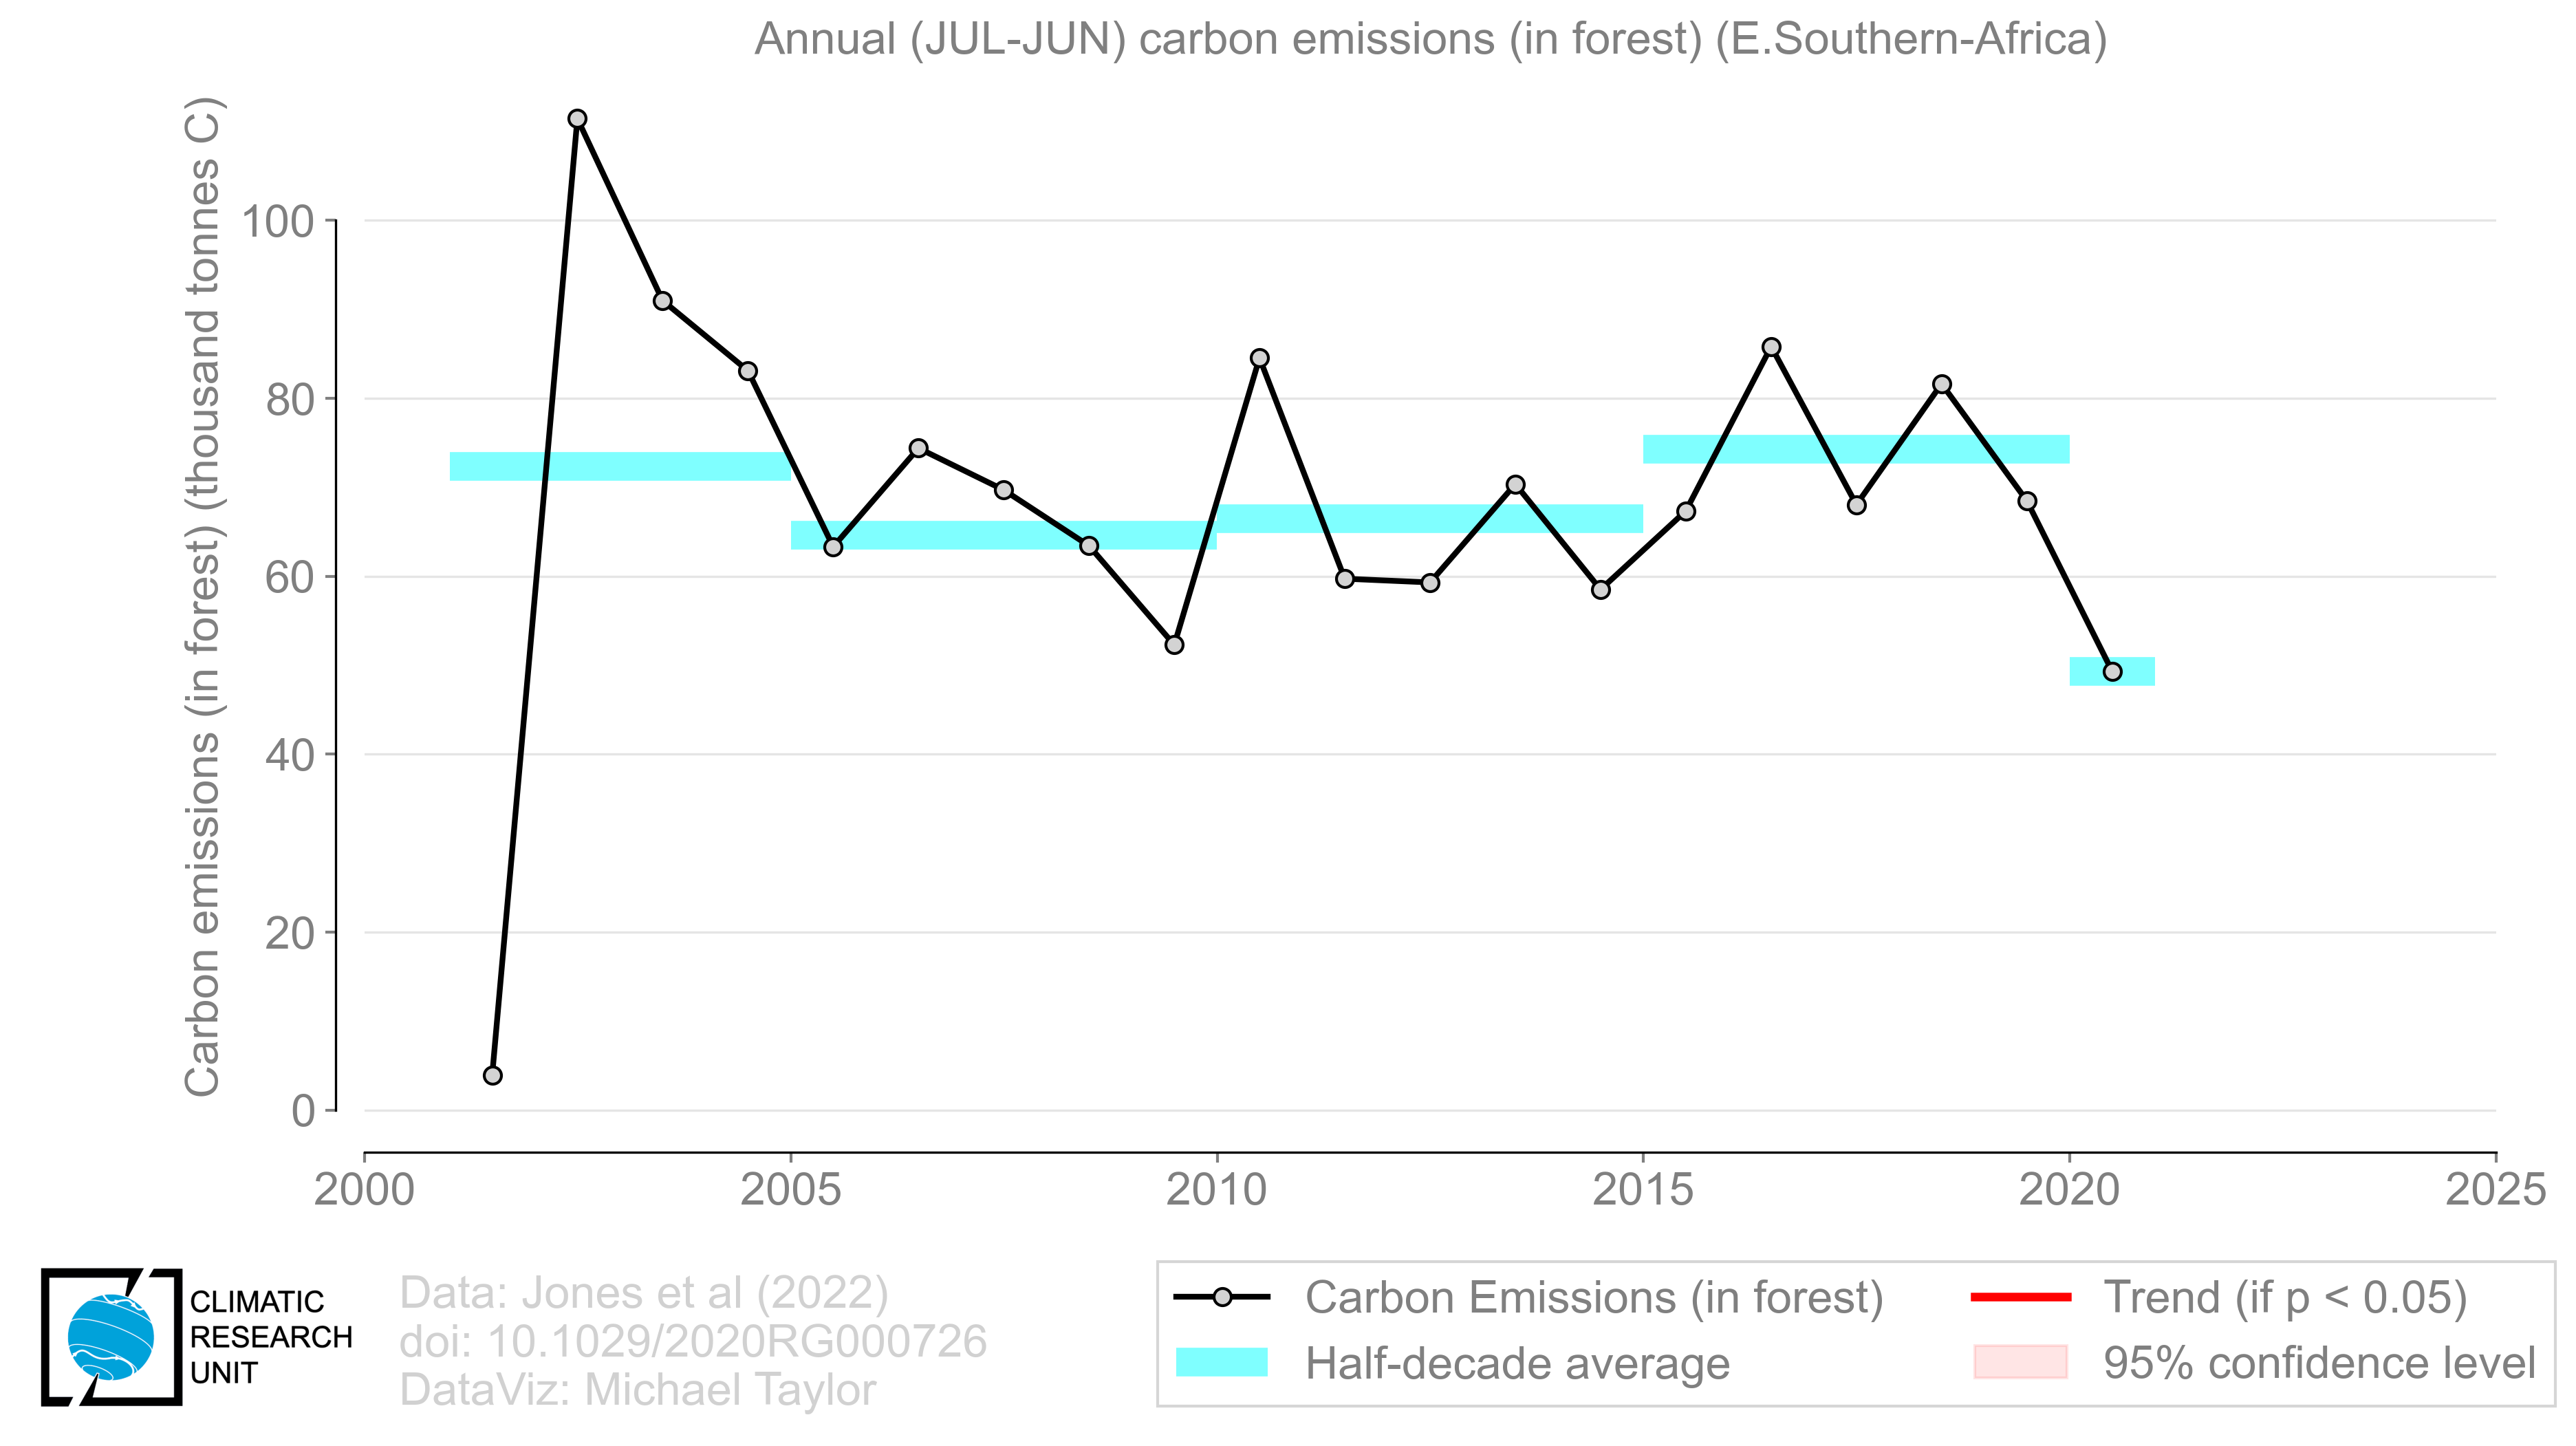 Annual (JUL-JUN) carbon emissions (in forest) (E.Southern-Africa)
Carbon emissions (in forest) (thousand tonnes C)
100
80
60
40
20
0
2000
2005
2010
2015
2020
2025
CLIMATIC
RESEARCH
UNIT
Data: Jones et al (2022)
doi: 10.1029/2020RG000726
DataViz: Michael Taylor
Carbon Emissions (in forest)
Half-decade average
Trend (if p < 0.05)
95% confidence level